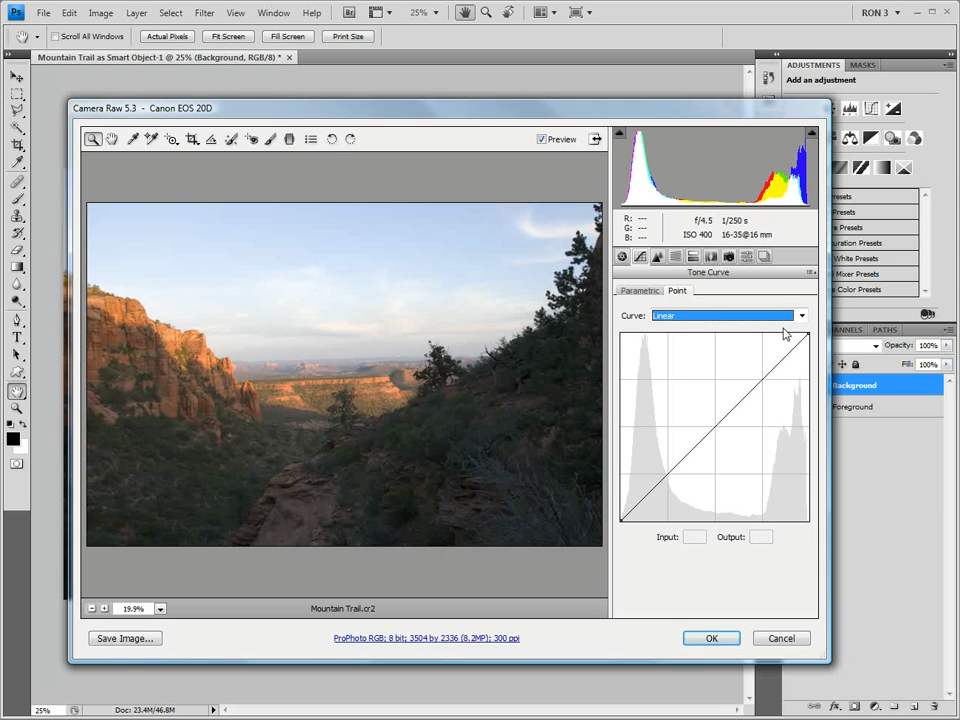 Ps File Edit Image Layer Select Filter View Window Help Br 25% RON 3
Scroll All Windows Actual Pixels Fit Screen Fill Screen Print Size
Mountain Trail as Smart Object-1 @ 25% (Background, RGB/8) *
ADJUSTMENTS MASKS
Add an adjustment
Camera Raw 5.3 - Canon EOS 20D
Preview
resets
Presets
re Presets
uration Presets
White Presets
Mixer Presets
e Color Presets
R: ---
G: ---
B: ---
f/4.5 1/250 s
ISO 400 16-35@16 mm
Tone Curve
Parametric Point
Curve: Linear
ANNELS PATHS
Opacity: 100%
Fill: 100%
Background
Foreground
Input: Output:
19.9% Mountain Trail.cr2
Save Image... ProPhoto RGB; 8 bit; 3504 by 2336 (8.2MP); 300 ppi OK Cancel
25% Doc: 23.4M/46.8M
fx